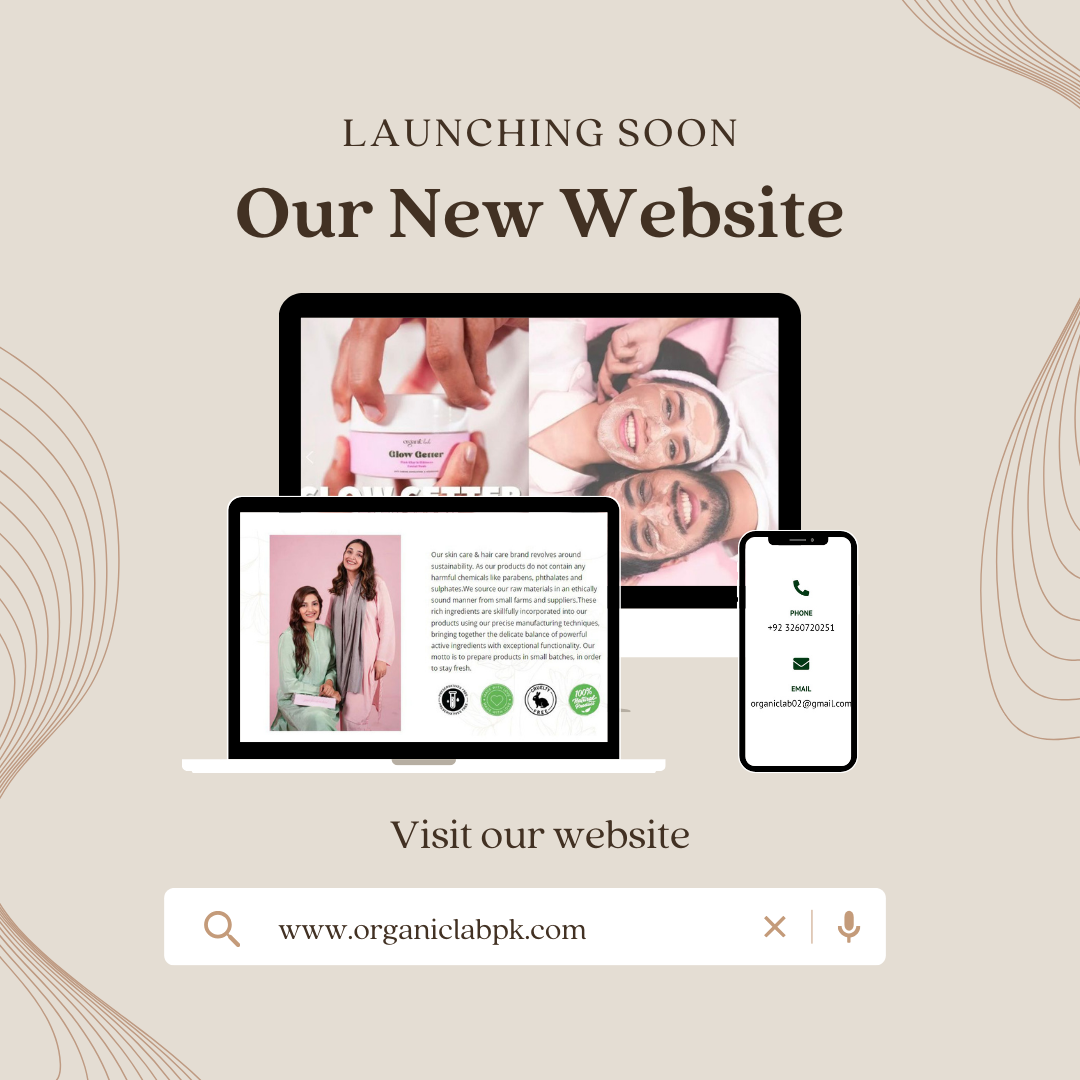 LAUNCHING SOON
Our New Website
organic lab
Glow Getter
GLOW GETTER
Our skin care & hair care brand revolves around
sustainability. As our products do not contain any
harmful chemicals like parabens, phthalates and
sulphates.We source our raw materials in an ethically
sound manner from small farms and suppliers.These
rich ingredients are skillfully incorporated into our
products using our precise manufacturing techniques,
bringing together the delicate balance of powerful
active ingredients with exceptional functionality. Our
motto is to prepare products in small batches, in order
to stay fresh.
CRUELTY
FREE
100%
Natural
Product
PHONE
+92 3260720251
EMAIL
organiclab02@gmail.com
Visit our website
www.organiclabpk.com